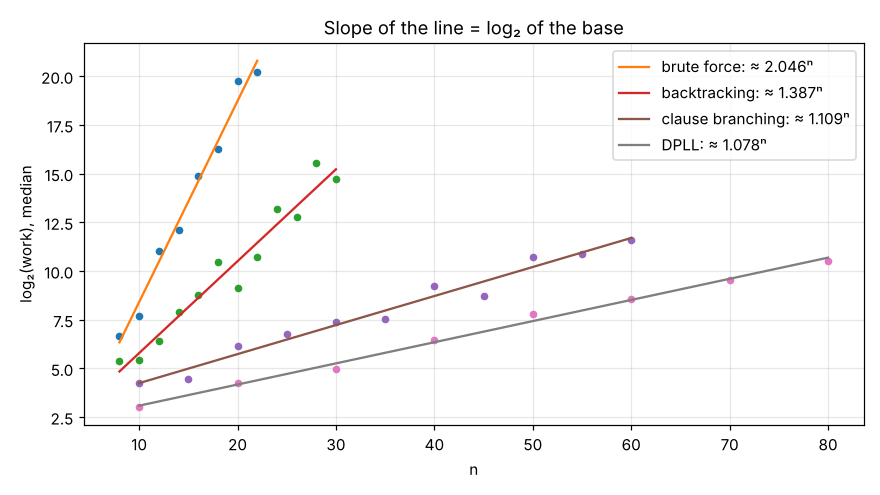 Slope of the line = log₂ of the base
brute force: ≈ 2.046ⁿ
backtracking: ≈ 1.387ⁿ
clause branching: ≈ 1.109ⁿ
DPLL: ≈ 1.078ⁿ
log₂(work), median
20.0
17.5
15.0
12.5
10.0
7.5
5.0
2.5
10 20 30 40 50 60 70 80
n